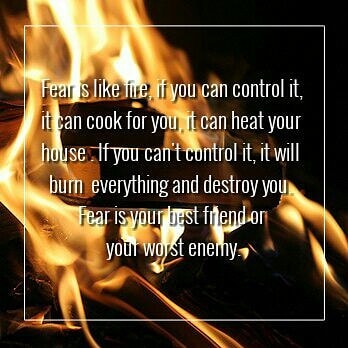 Fear is like fire, if you can control it,
it can cook for you, it can heat your
house . If you can't control it, it will
burn  everything and destroy you.
Fear is your best friend or
your worst enemy.